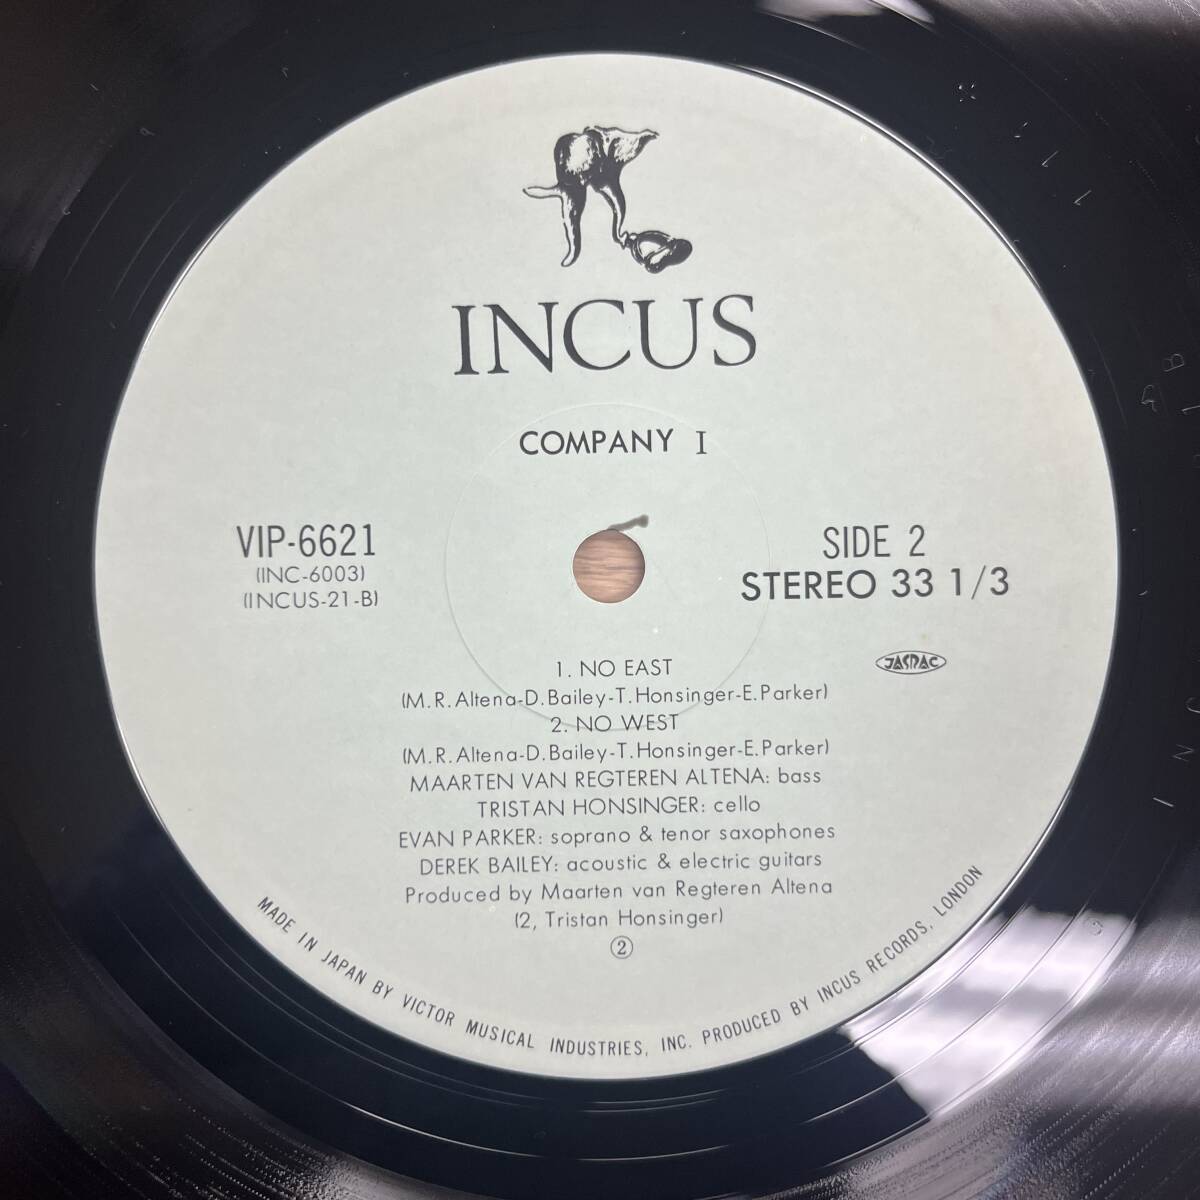 INCUS
COMPANY I
VIP-6621
(INC-6003)
(INCUS-21-B)
SIDE 2
STEREO 33 1/3
JASRAC
1. NO EAST
(M.R.Altena-D.Bailey-T.Honsinger-E.Parker)
2. NO WEST
(M.R.Altena-D.Bailey-T.Honsinger-E.Parker)
MAARTEN VAN REGTEREN ALTENA: bass
TRISTAN HONSINGER: cello
EVAN PARKER: soprano & tenor saxophones
DEREK BAILEY: acoustic & electric guitars
Produced by Maarten van Regteren Altena
(2, Tristan Honsinger)
②
MADE IN JAPAN BY VICTOR MUSICAL INDUSTRIES, INC. PRODUCED BY INCUS RECORDS, LONDON